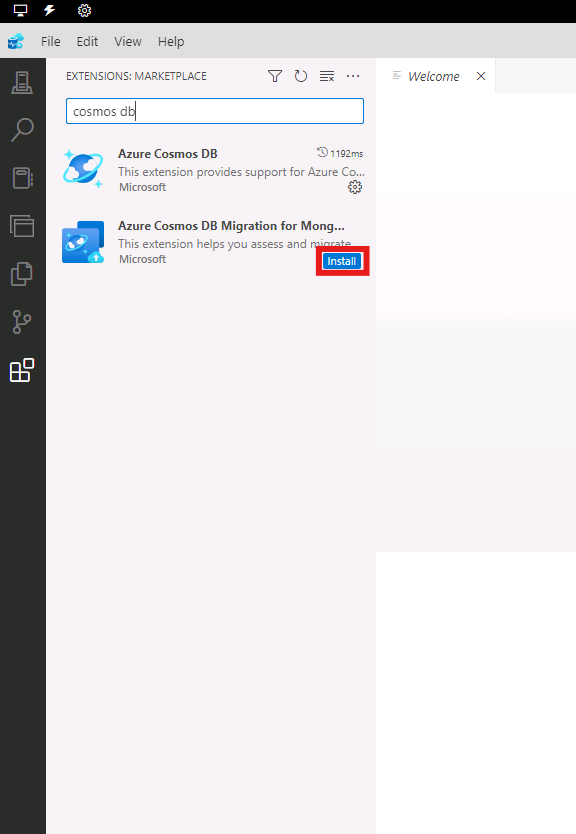 File Edit View Help
EXTENSIONS: MARKETPLACE
Welcome
cosmos db
Azure Cosmos DB
1192ms
This extension provides support for Azure Co...
Microsoft
Azure Cosmos DB Migration for Mong...
This extension helps you assess and migrate
Microsoft
Install